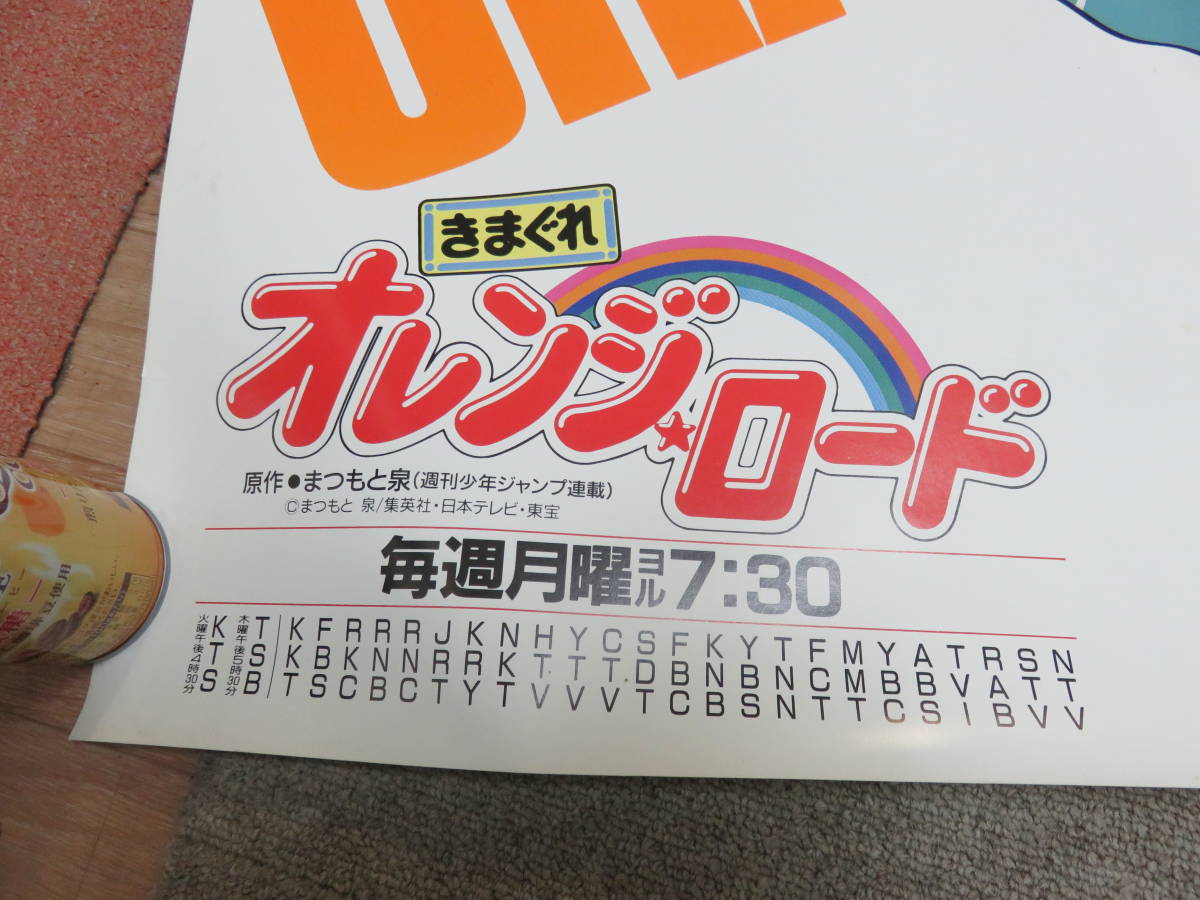 きまぐれ
オレンジ☆ロード
原作●まつもと泉(週刊少年ジャンプ連載)
©まつもと 泉/集英社・日本テレビ・東宝
毎週月曜ヨル7:30
NTV
STV
RAB
TVI
ABS
YBC
MMT
FCT
TNN
YBS
KNB
FBC
SDT
CTV
YTV
HTV
NKT
KRY
JRT
RNC
RNB
RKC
FBS
KKT
TSB
木曜午後5時30分
KTS
火曜午後4時30分